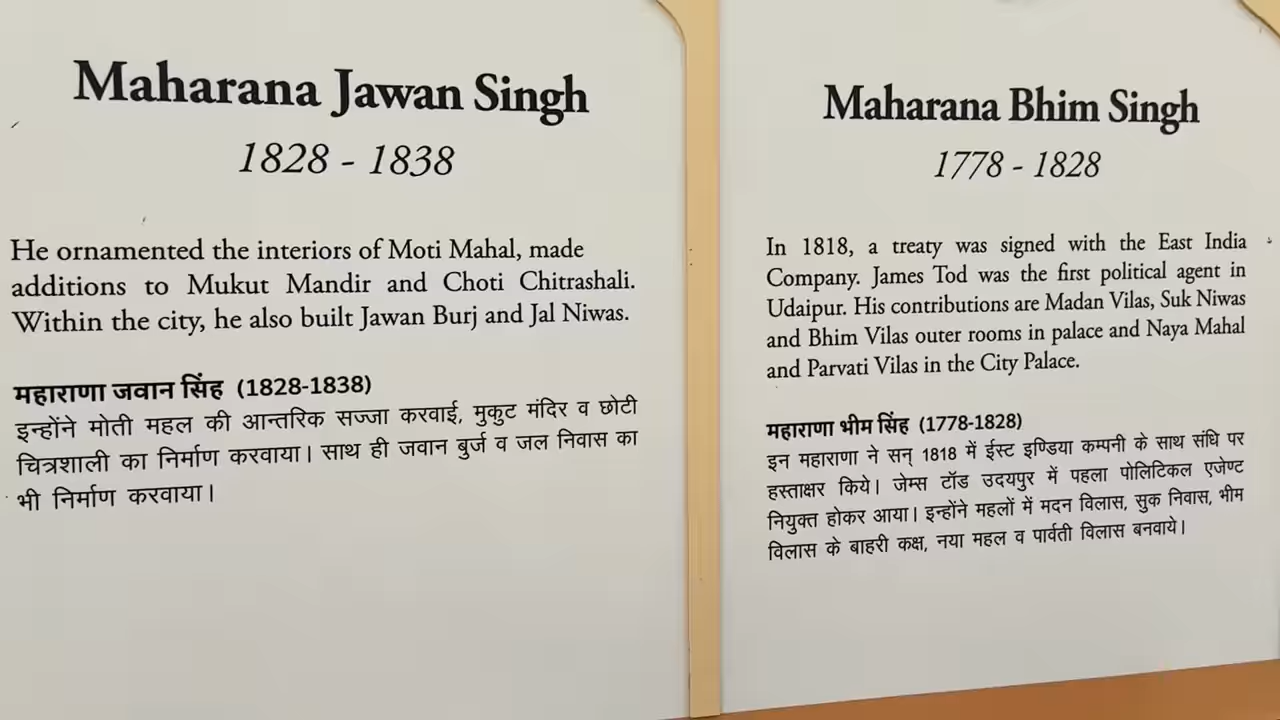 Maharana Jawan Singh
1828 - 1838
He ornamented the interiors of Moti Mahal, made
additions to Mukut Mandir and Choti Chitrashali.
Within the city, he also built Jawan Burj and Jal Niwas.
महाराणा जवान सिंह (1828-1838)
इन्होंने मोती महल की आन्तरिक सज्जा करवाई, मुकुट मंदिर व छोटी
चित्रशाली का निर्माण करवाया। साथ ही जवान बुर्ज व जल निवास का
भी निर्माण करवाया।
Maharana Bhim Singh
1778 - 1828
In 1818, a treaty was signed with the East India
Company. James Tod was the first political agent in
Udaipur. His contributions are Madan Vilas, Suk Niwas
and Bhim Vilas outer rooms in palace and Naya Mahal
and Parvati Vilas in the City Palace.
महाराणा भीम सिंह (1778-1828)
इन महाराणा ने सन् 1818 में ईस्ट इण्डिया कम्पनी के साथ संधि पर
हस्ताक्षर किये। जेम्स टॉड उदयपुर में पहला पोलिटिकल एजेण्ट
नियुक्त होकर आया। इन्होंने महलों में मदन विलास, सुक निवास, भीम
विलास के बाहरी कक्ष, नया महल व पार्वती विलास बनवाये।